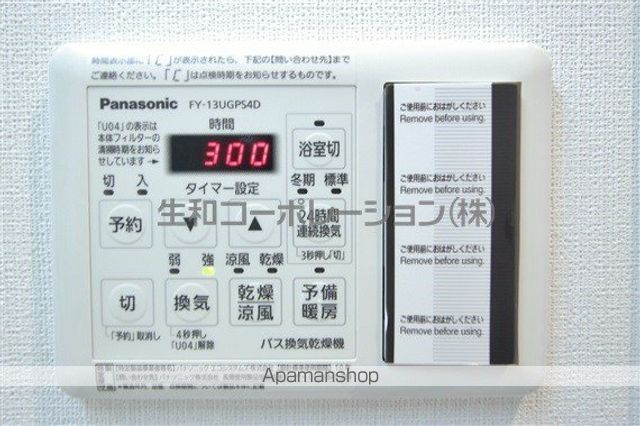 時間表示部に「[」が表示されたら、下記の【問い合わせ先】まで
ご連絡ください。「[」は点検時期をお知らせするものです。
Panasonic FY-13UGPS4D
「U04」の表示は
本体フィルターの
清掃時期をお知ら
せしています
時間
300
浴室切
切 入
タイマー設定
冬期 標準
予約
▼
▲
24時間
連続換気
3秒押し「切」
弱 強 涼風 乾燥
切
換気
乾燥
涼風
予備
暖房
「予約」取消し
4秒押し
「U04」解除
バス換気乾燥機
ご使用前におはがしください
Remove before using.
ご使用前におはがしください
Remove before using.
ご使用前におはがしください
Remove before using.
ご使用前におはがしください
Remove before using.
生和コーポレーション(株)
Apamanshop